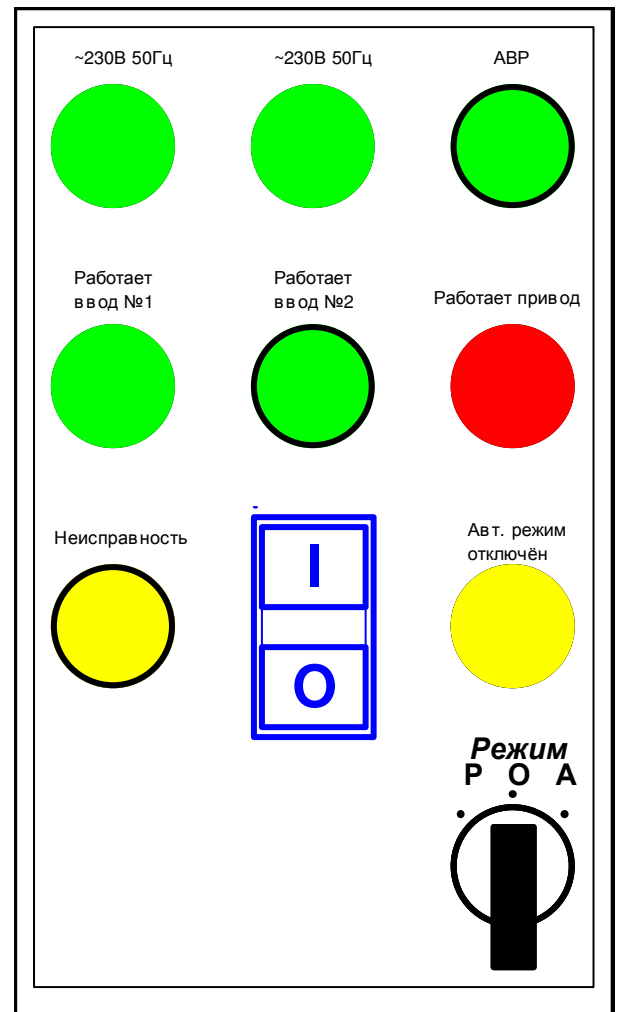 ~230В 50Гц
~230В 50Гц
АВР
Работает
ввод №1
Работает
ввод №2
Работает привод
Неисправность
I
O
Авт. режим
отключён
Режим
Р О А